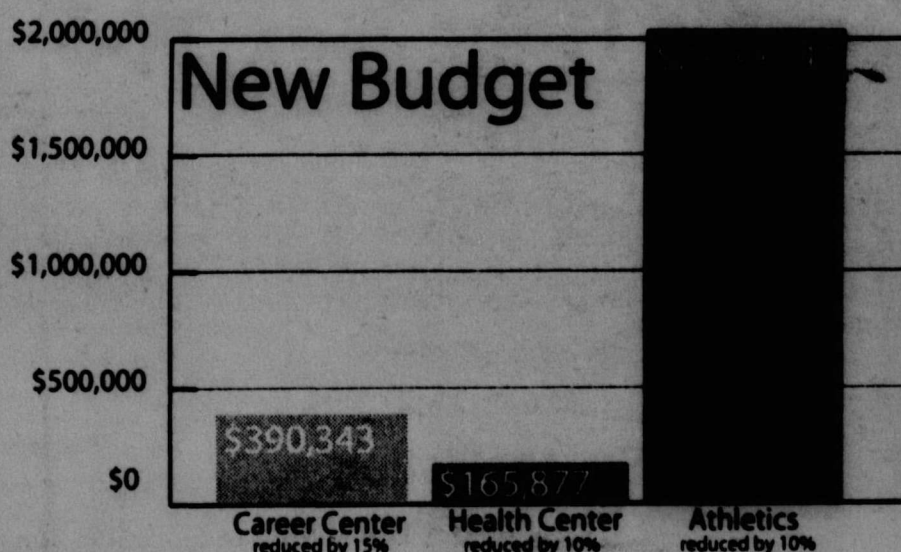 $2,000,000
New Budget
$1,500,000
$1,000,000
$500,000
$390,343
$165,877
$0
Career Center
reduced by 15%
Health Center
reduced by 10%
Athletics
reduced by 10%